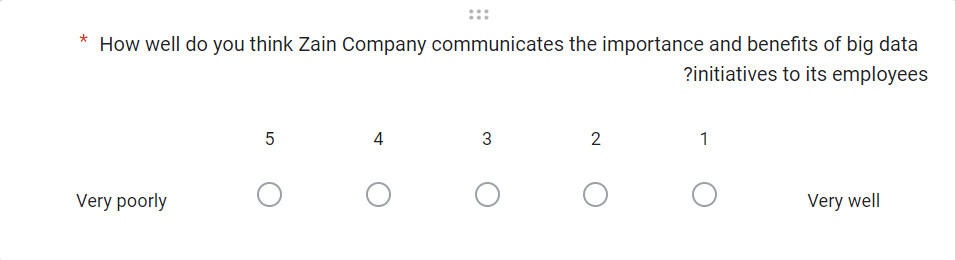 * How well do you think Zain Company communicates the importance and benefits of big data
?initiatives to its employees
5 4 3 2 1
Very poorly Very well